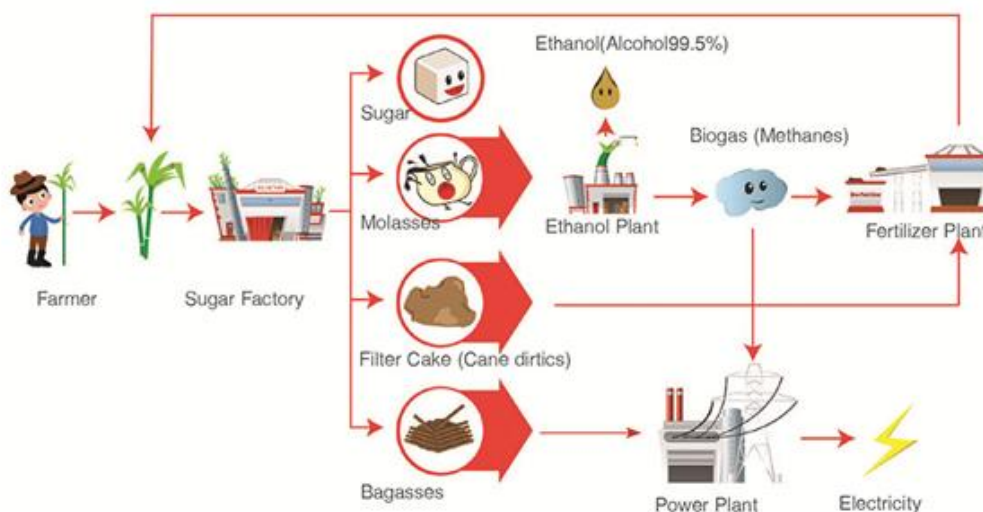 Ethanol(Alcohol99.5%)
Sugar
Biogas (Methanes)
Molasses
Ethanol Plant
Fertilizer Plant
Farmer
Sugar Factory
Filter Cake (Cane dirtics)
Bagasses
Power Plant
Electricity